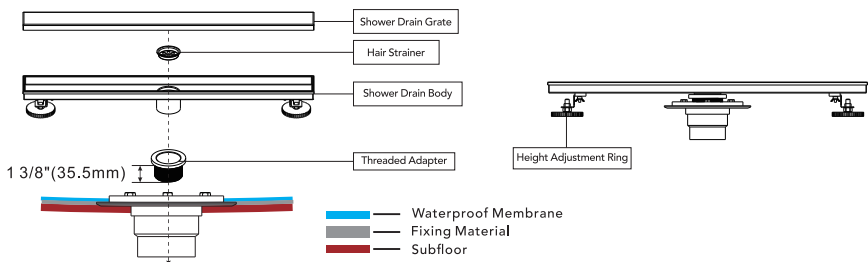 Shower Drain Grate
Hair Strainer
Shower Drain Body
Threaded Adapter
1 3/8"(35.5mm)
Height Adjustment Ring
Waterproof Membrane
Fixing Material
Subfloor